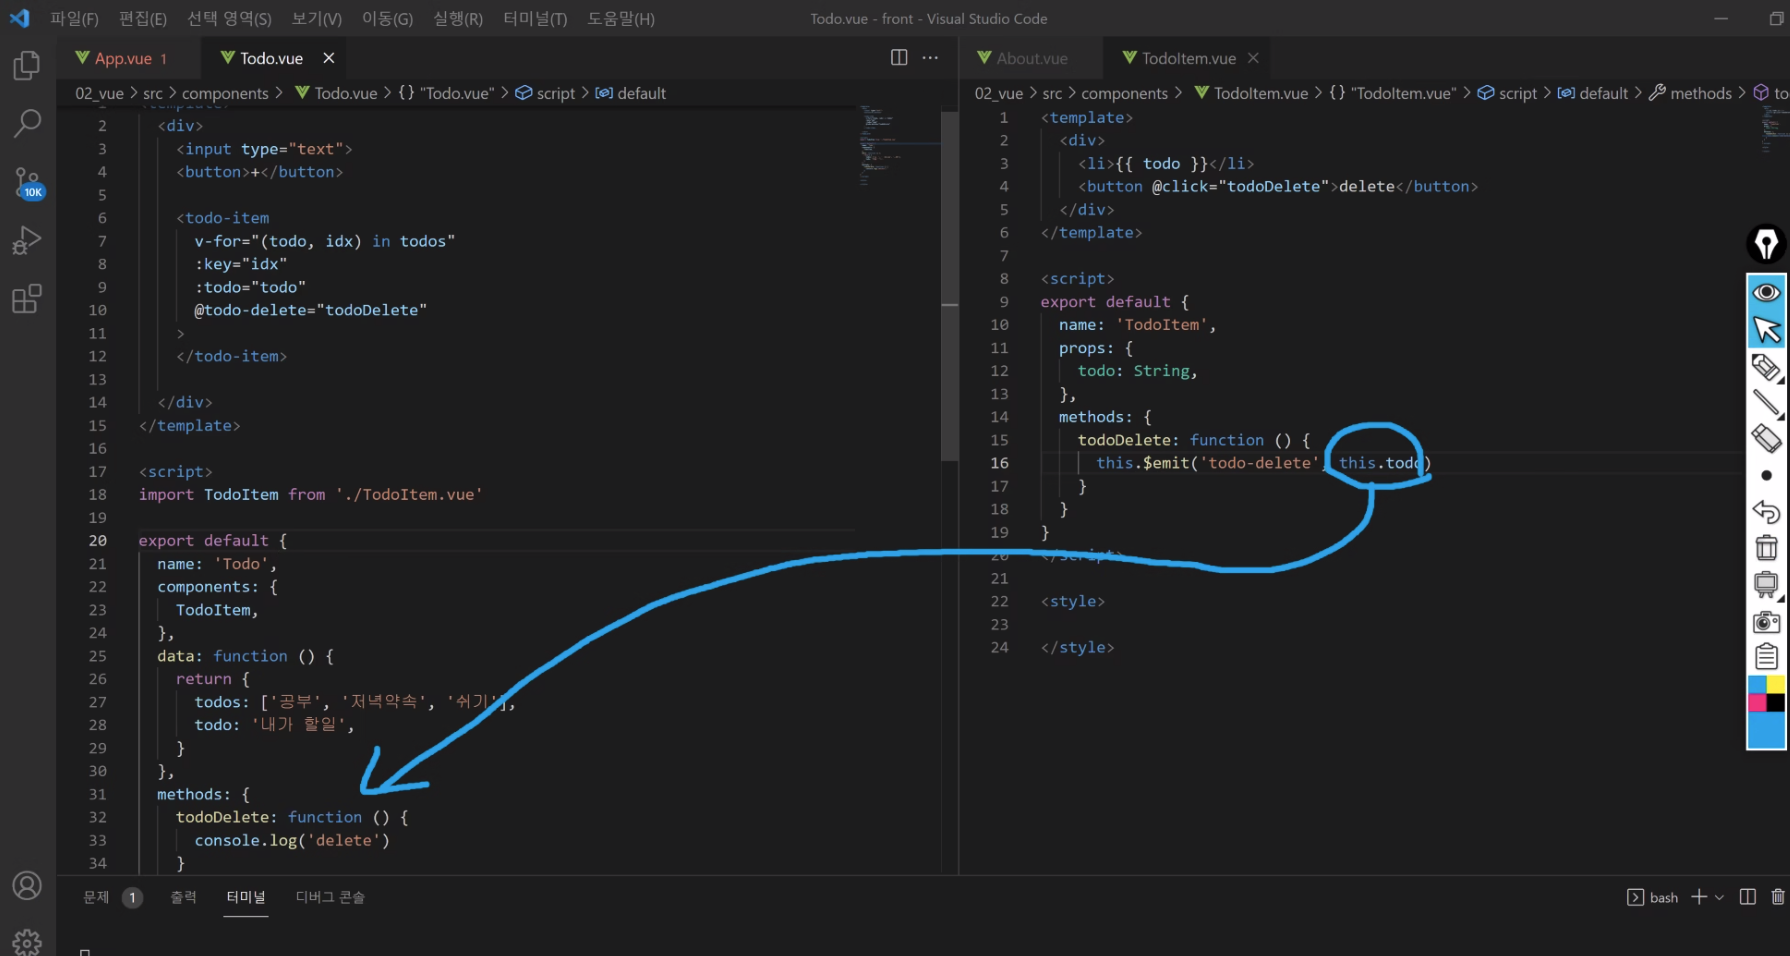 파일(F) 편집(E) 선택 영역(S) 보기(V) 이동(G) 실행(R) 터미널(T) 도움말(H) Todo.vue - front - Visual Studio Code
App.vue 1 Todo.vue
02_vue > src > components > Todo.vue > {} "Todo.vue" > script > default
2 <div>
3 <input type="text">
4 <button>+</button>
5
6 <todo-item
7 v-for="(todo, idx) in todos"
8 :key="idx"
9 :todo="todo"
10 @todo-delete="todoDelete"
11 >
12 </todo-item>
13
14 </div>
15 </template>
16
17 <script>
18 import TodoItem from './TodoItem.vue'
19
20 export default {
21 name: 'Todo',
22 components: {
23 TodoItem,
24 },
25 data: function () {
26 return {
27 todos: ['공부', '저녁약속', '쉬기'],
28 todo: '내가 할일',
29 }
30 },
31 methods: {
32 todoDelete: function () {
33 console.log('delete')
34 }
About.vue TodoItem.vue
02_vue > src > components > TodoItem.vue > {} "TodoItem.vue" > script > default > methods > to
1 <template>
2 <div>
3 <li>{{ todo }}</li>
4 <button @click="todoDelete">delete</button>
5 </div>
6 </template>
7
8 <script>
9 export default {
10 name: 'TodoItem',
11 props: {
12 todo: String,
13 },
14 methods: {
15 todoDelete: function () {
16 this.$emit('todo-delete', this.todo)
17 }
18 }
19 }
20 </script>
21
22 <style>
23
24 </style>
10K
문제 1 출력 터미널 디버그 콘솔
bash